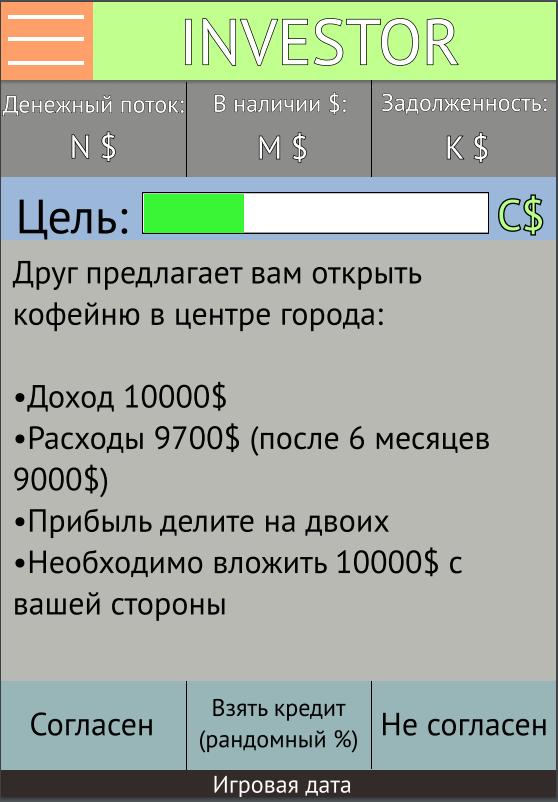 INVESTOR
Денежный поток:
N $
В наличии $:
M $
Задолженность:
K $
Цель:
C$
Друг предлагает вам открыть
кофейню в центре города:
•Доход 10000$
•Расходы 9700$ (после 6 месяцев
9000$)
•Прибыль делите на двоих
•Необходимо вложить 10000$ с
вашей стороны
Согласен
Взять кредит
(рандомный %)
Не согласен
Игровая дата